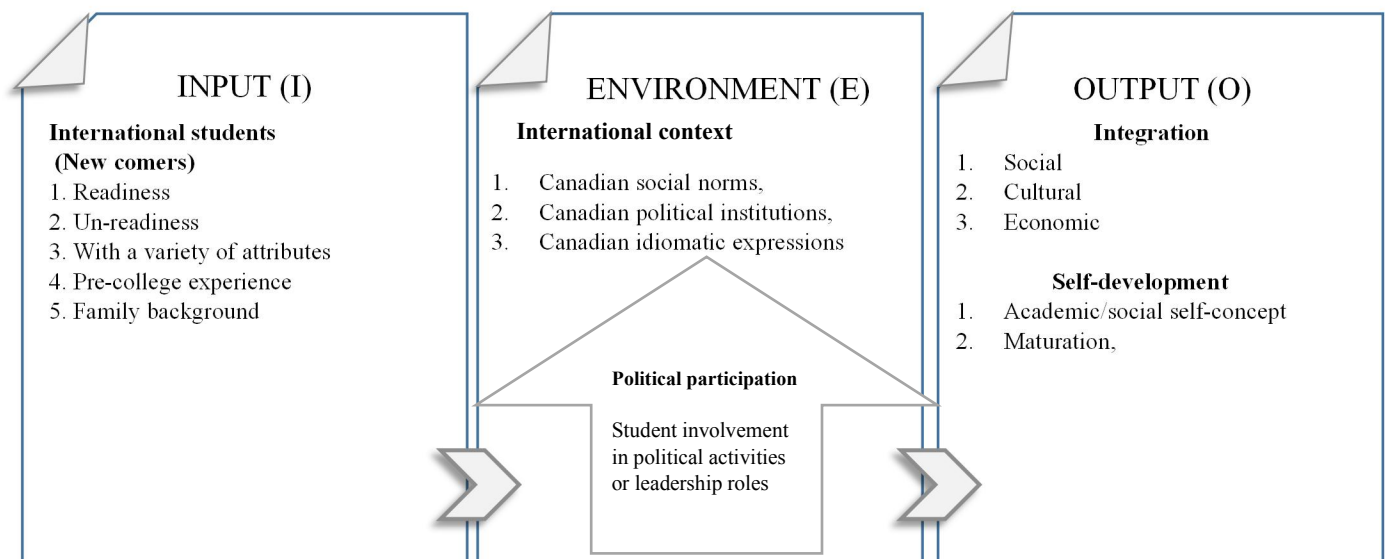 INPUT (I)
International students
(New comers)
1. Readiness
2. Un-readiness
3. With a variety of attributes
4. Pre-college experience
5. Family background
ENVIRONMENT (E)
International context
1. Canadian social norms,
2. Canadian political institutions,
3. Canadian idiomatic expressions
Political participation
Student involvement
in political activities
or leadership roles
OUTPUT (O)
Integration
1. Social
2. Cultural
3. Economic
Self-development
1. Academic/social self-concept
2. Maturation,